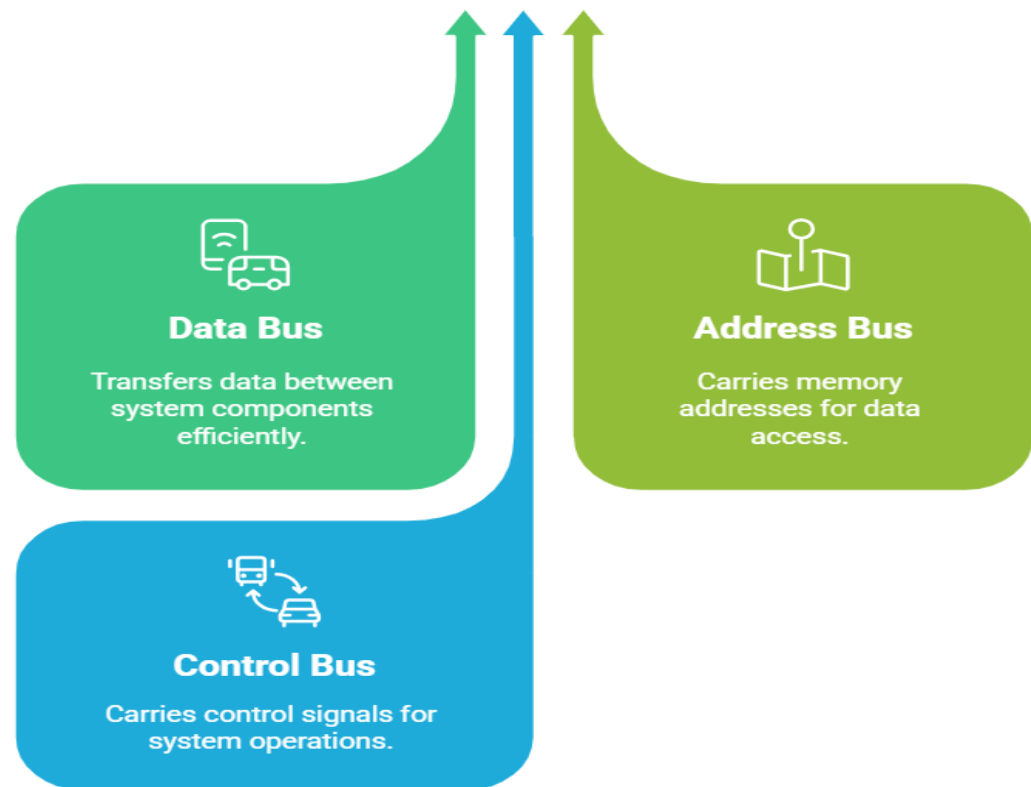 Data Bus
Transfers data between
system components
efficiently.
Address Bus
Carries memory
addresses for data
access.
Control Bus
Carries control signals for
system operations.